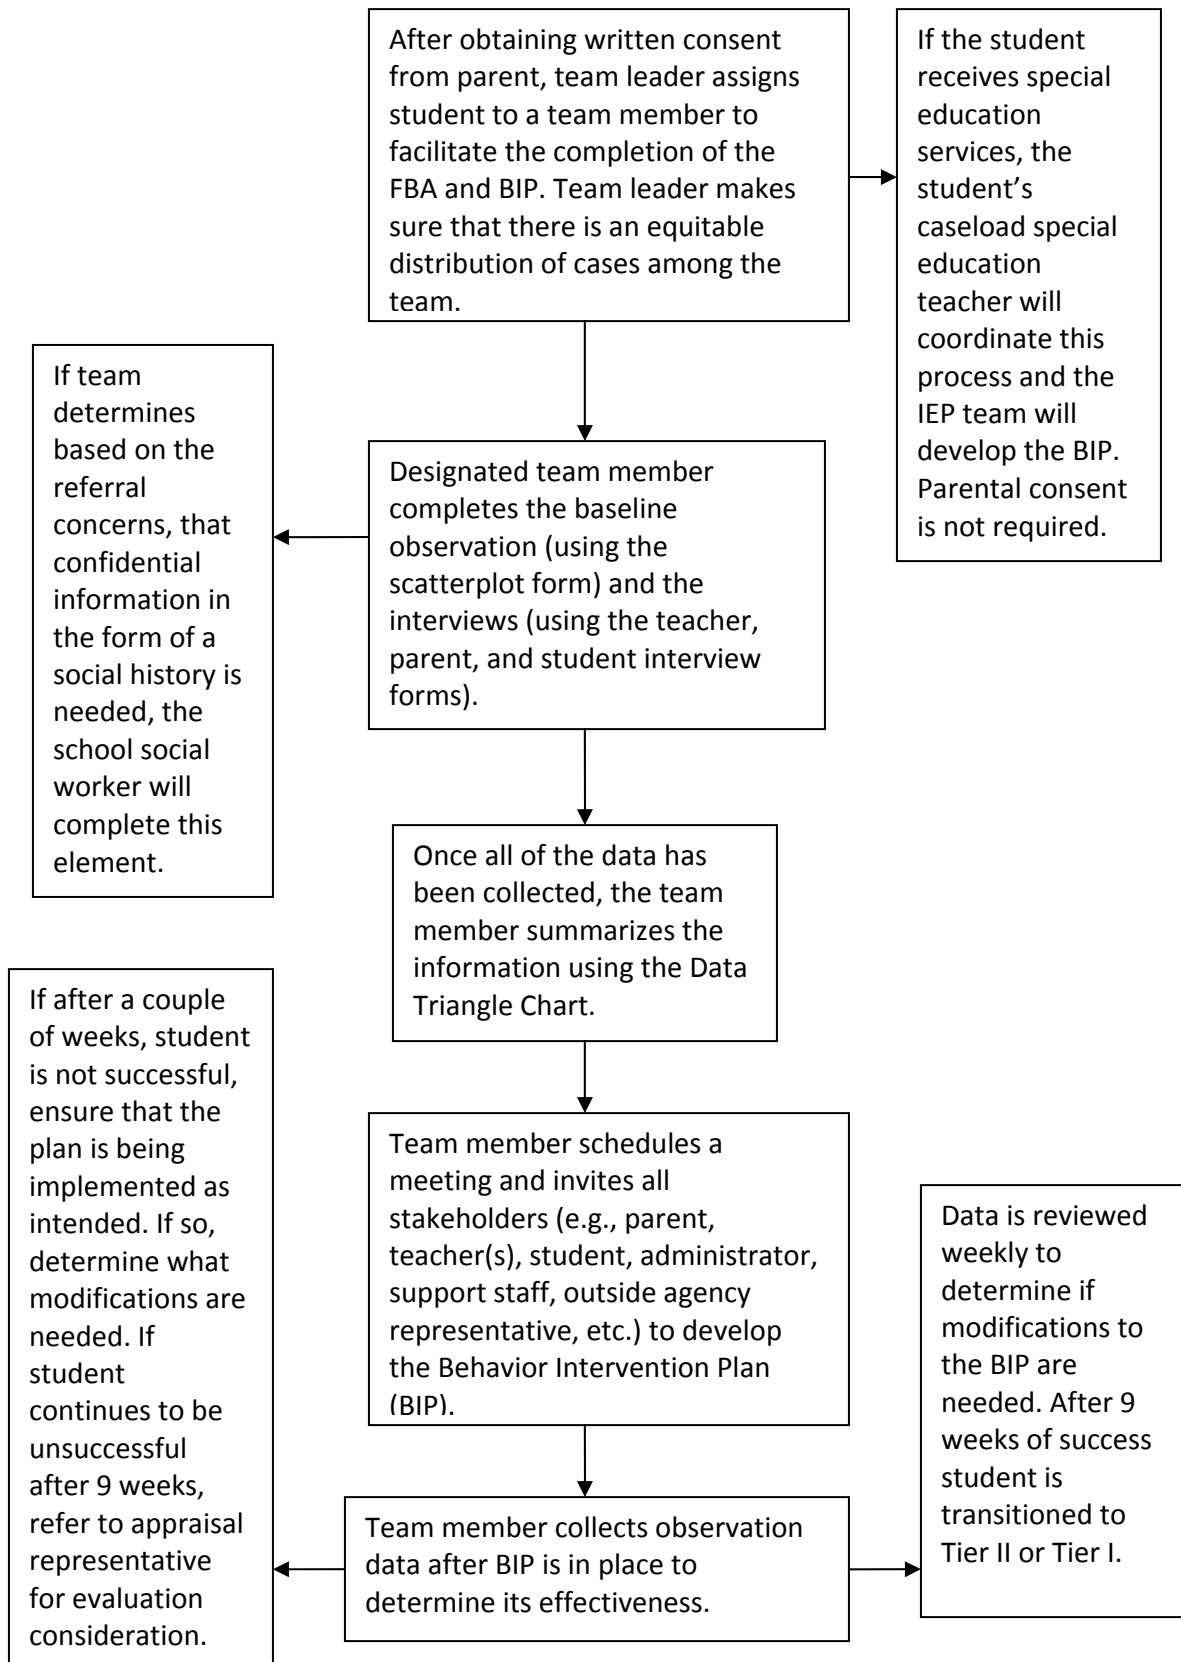 After obtaining written consent
from parent, team leader assigns
student to a team member to
facilitate the completion of the
FBA and BIP. Team leader makes
sure that there is an equitable
distribution of cases among the
team.
If the student
receives special
education
services, the
student’s
caseload special
education
teacher will
coordinate this
process and the
IEP team will
develop the BIP.
Parental consent
is not required.
If team
determines
based on the
referral
concerns, that
confidential
information in
the form of a
social history is
needed, the
school social
worker will
complete this
element.
Designated team member
completes the baseline
observation (using the
scatterplot form) and the
interviews (using the teacher,
parent, and student interview
forms).
Once all of the data has
been collected, the team
member summarizes the
information using the Data
Triangle Chart.
If after a couple
of weeks, student
is not successful,
ensure that the
plan is being
implemented as
intended. If so,
determine what
modifications are
needed. If
student
continues to be
unsuccessful
after 9 weeks,
refer to appraisal
representative
for evaluation
consideration.
Team member schedules a
meeting and invites all
stakeholders (e.g., parent,
teacher(s), student, administrator,
support staff, outside agency
representative, etc.) to develop
the Behavior Intervention Plan
(BIP).
Data is reviewed
weekly to
determine if
modifications to
the BIP are
needed. After 9
weeks of success
student is
transitioned to
Tier II or Tier I.
Team member collects observation
data after BIP is in place to
determine its effectiveness.